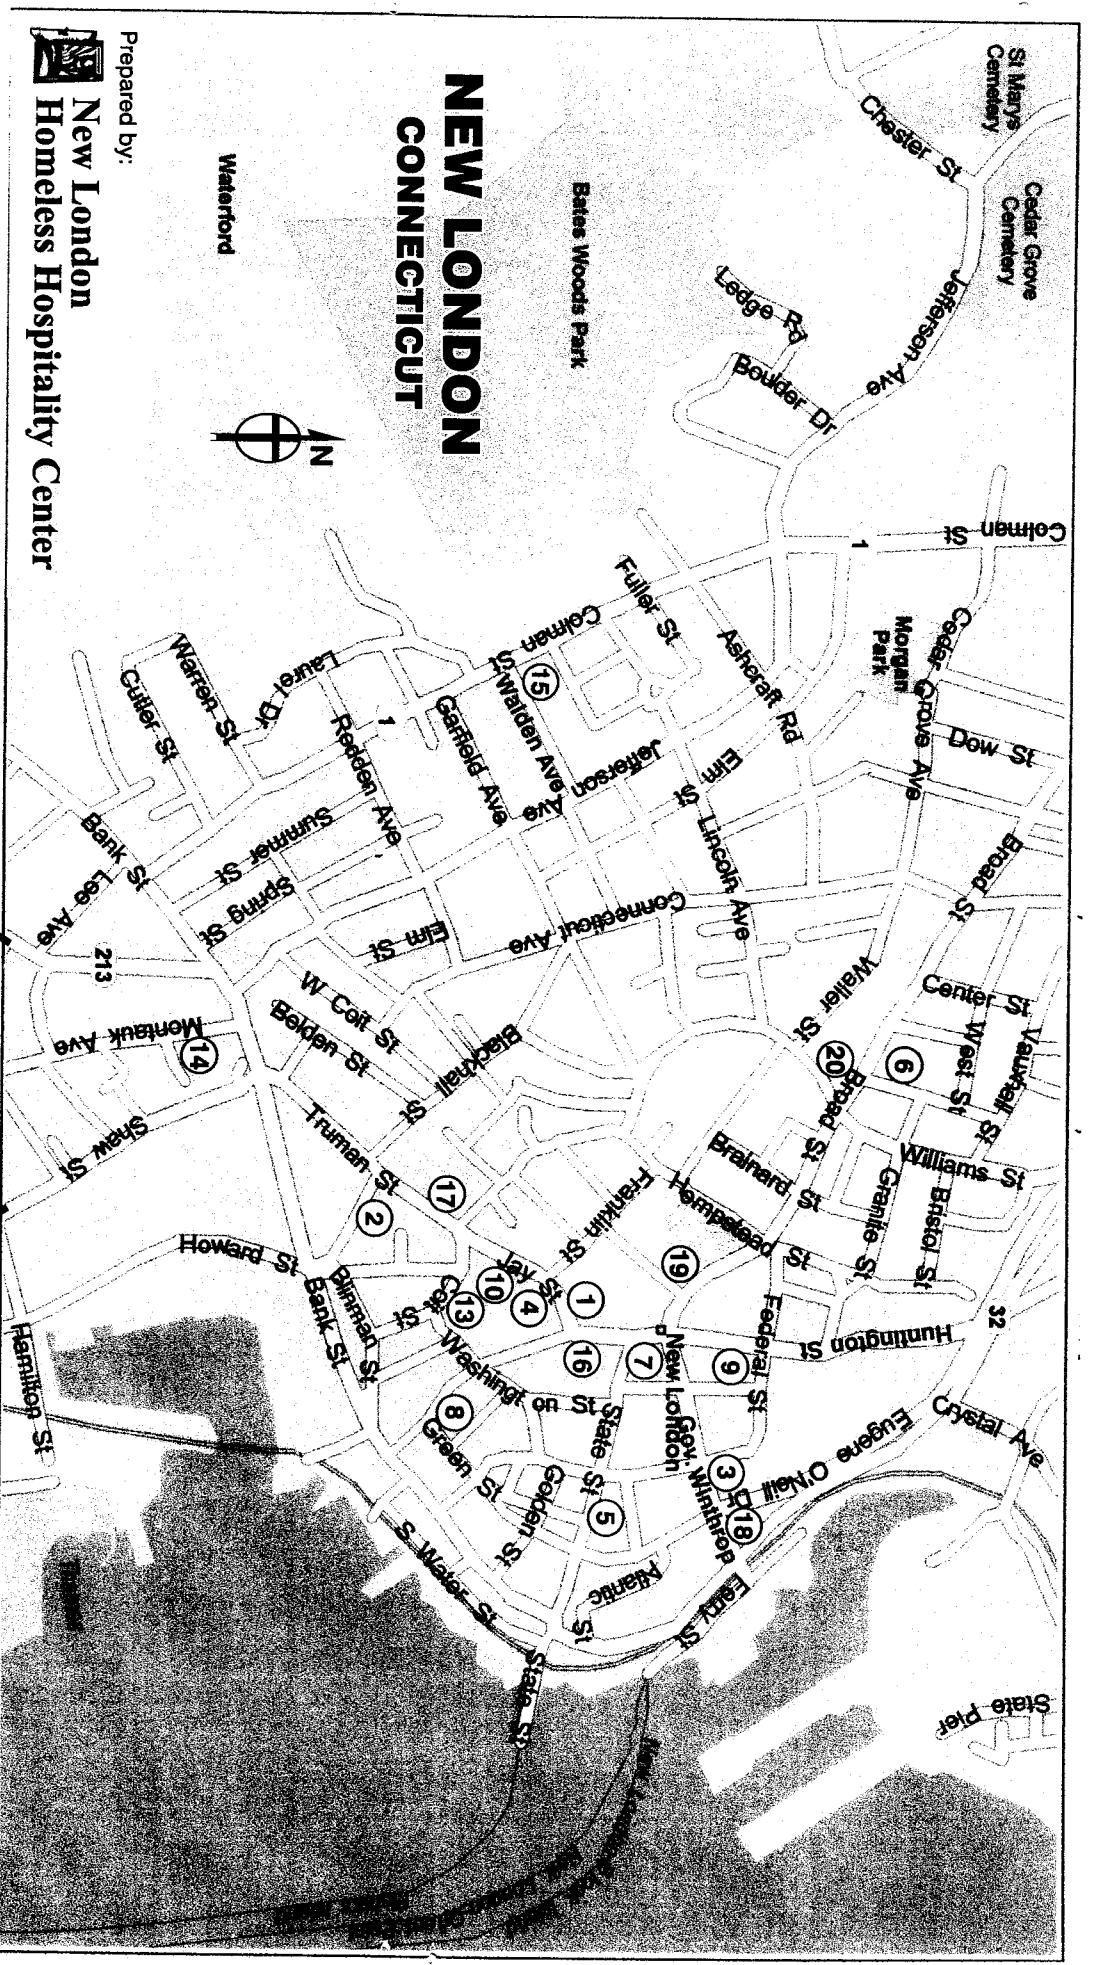 NEW LONDON
CONNECTICUT
Prepared by:
New London
Homeless Hospitality Center
N
St Marys
Cemetery
Cedar Grove
Cemetery
Chester St
Jefferson Ave
Ledge Rd
Boulder Dr
Bates Woods Park
Waterford
Colman St
1
Cedar Grove Ave
Morgan
Park
Dow St
Broad St
Ashcraft Rd
Fuller St
Colman St
15
Walden Ave
Garfield Ave
Jefferson Ave
Elm St
Lincoln Ave
Laurel Dr
1
Redden Ave
Warren St
Cutler St
Summer St
Spring St
Bank St
Lee Ave
213
Elm St
Connecticut Ave
Waller St
Center St
West St
Vauxhall St
6
20
Broad St
Williams St
W Coit St
Belden St
Blackhall St
Montauk Ave
14
Shaw St
Truman St
17
2
Brainard St
Granite St
Bristol St
Hempstead St
Franklin St
19
Howard St
Bank St
Blinman St
Hamilton St
Jay St
10
4
1
13
Coit St
Federal St
Huntington St
32
Washington St
16
7
9
New London
8
Green St
State St
Golden St
5
Gov. Winthrop
3
18
Eugene O'Neill Dr
Crystal Ave
Atlantic St
Ferry St
S Water St
State St
State Pier